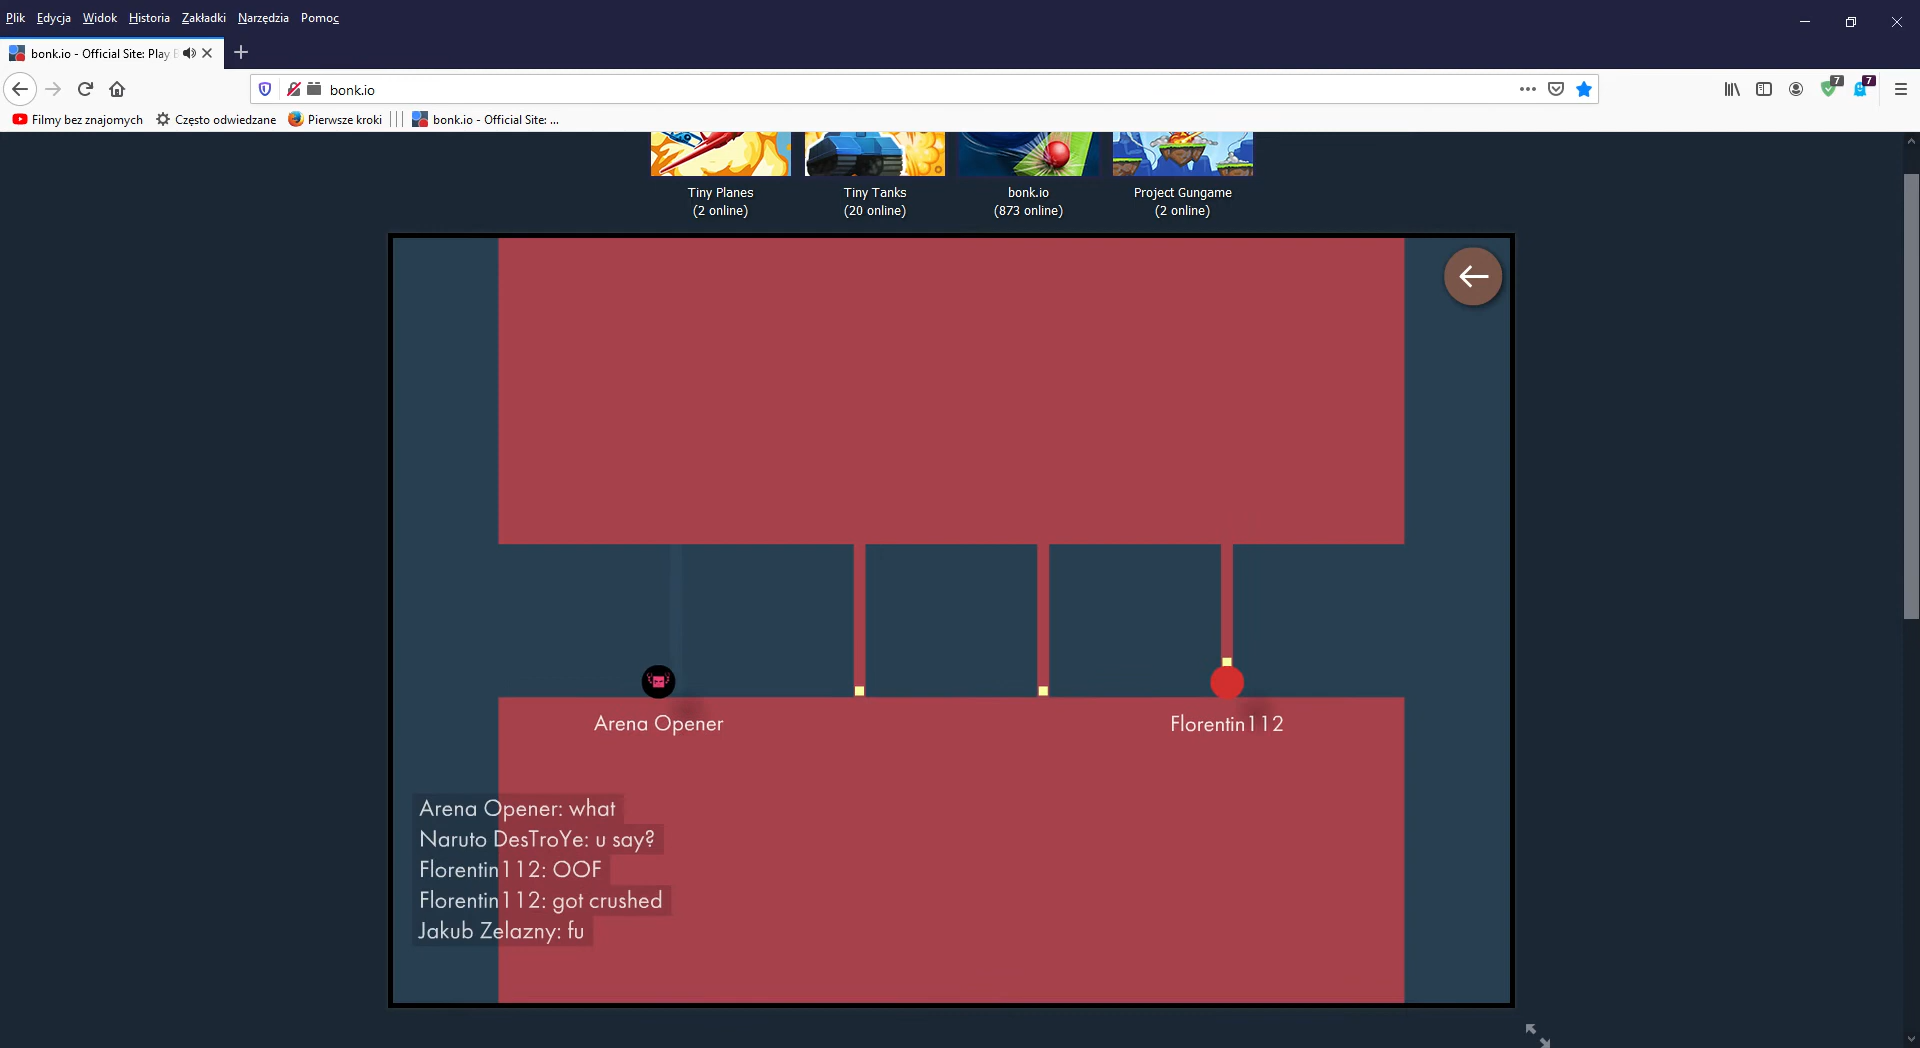 Plik Edycja Widok Historia Zakładki Narzędzia Pomoc
bonk.io - Official Site: Play
bonk.io
7 7
Filmy bez znajomych Często odwiedzane Pierwsze kroki bonk.io - Official Site: ...
Tiny Planes Tiny Tanks bonk.io Project Gungame
(2 online) (20 online) (873 online) (2 online)
Arena Opener Florentin112
Arena Opener: what
Naruto DesTroYe: u say?
Florentin112: OOF
Florentin112: got crushed
Jakub Zelazny: fu